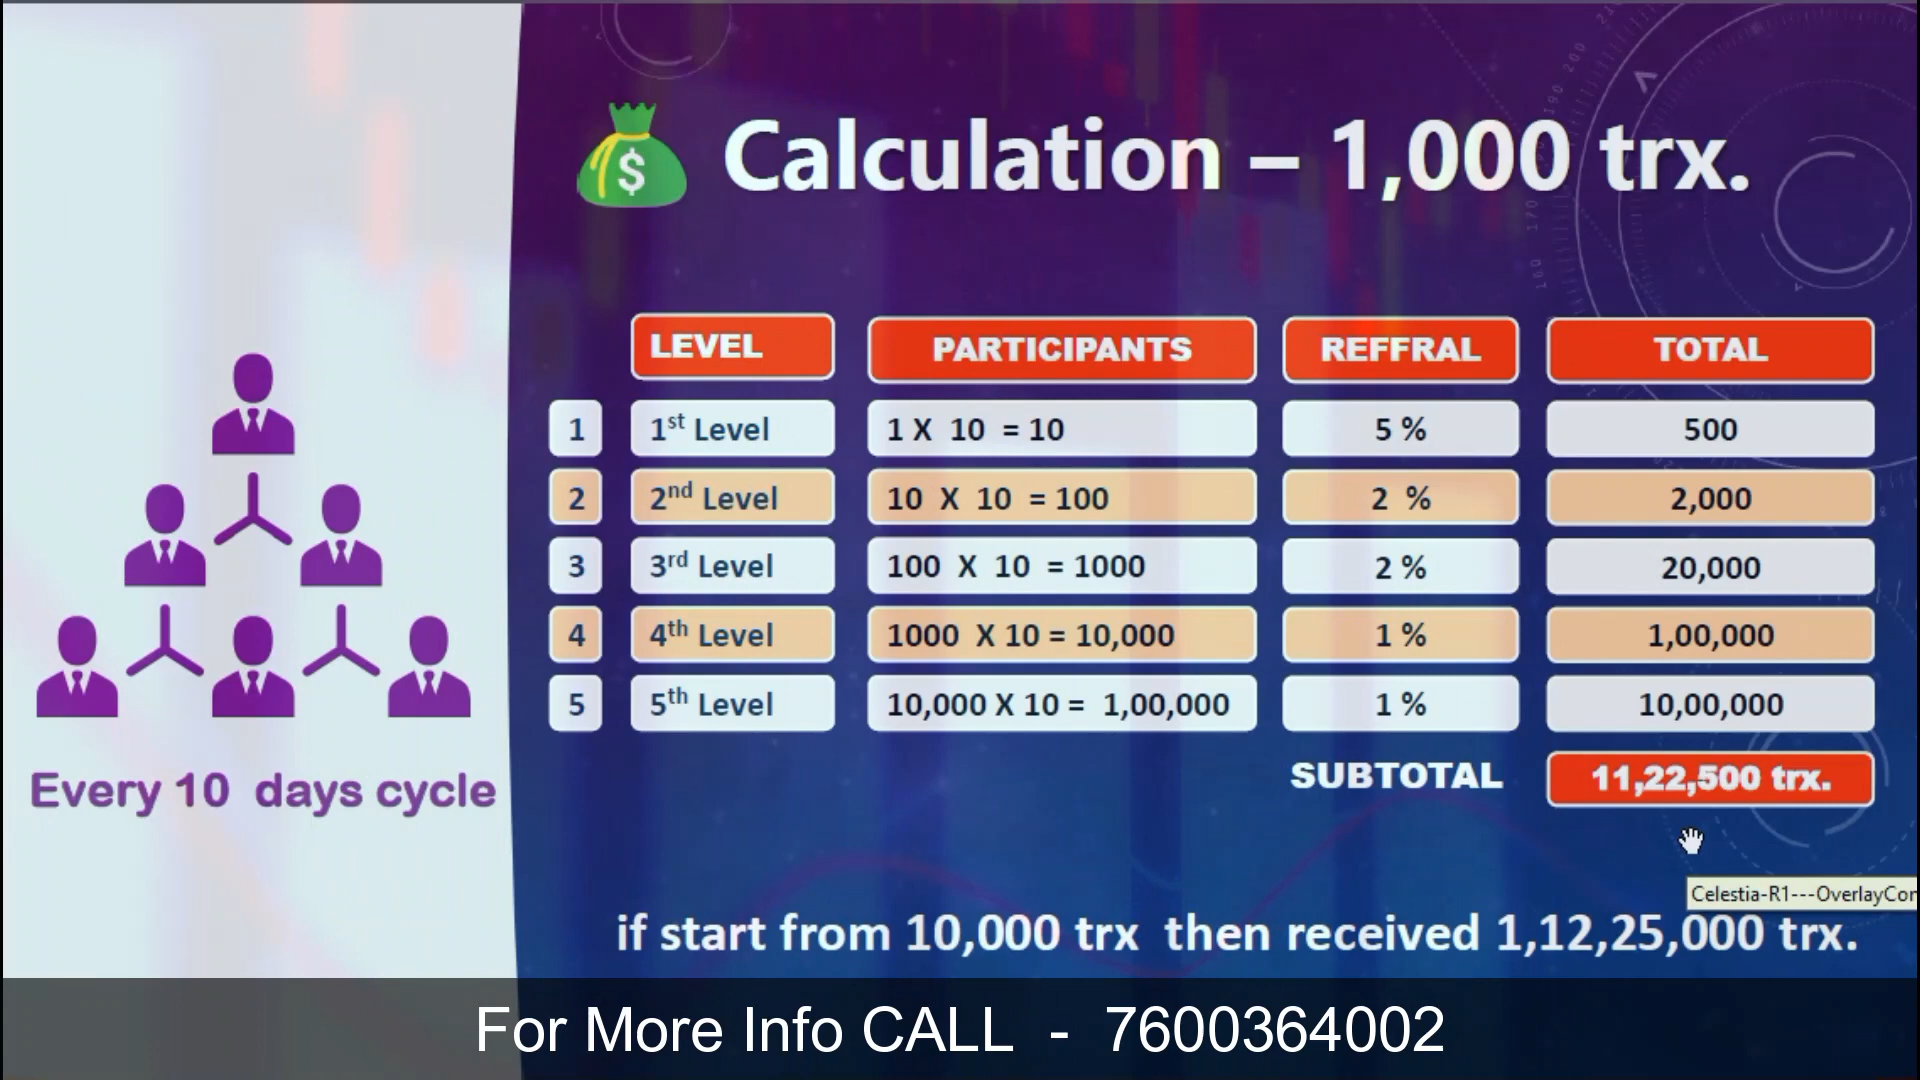 $ Calculation – 1,000 trx.
LEVEL PARTICIPANTS REFFRAL TOTAL
1 1st Level 1 X 10 = 10 5 % 500
2 2nd Level 10 X 10 = 100 2 % 2,000
3 3rd Level 100 X 10 = 1000 2 % 20,000
4 4th Level 1000 X 10 = 10,000 1 % 1,00,000
5 5th Level 10,000 X 10 = 1,00,000 1 % 10,00,000
SUBTOTAL 11,22,500 trx.
Every 10 days cycle
Celestia-R1---OverlayCon
if start from 10,000 trx then received 1,12,25,000 trx.
For More Info CALL - 7600364002